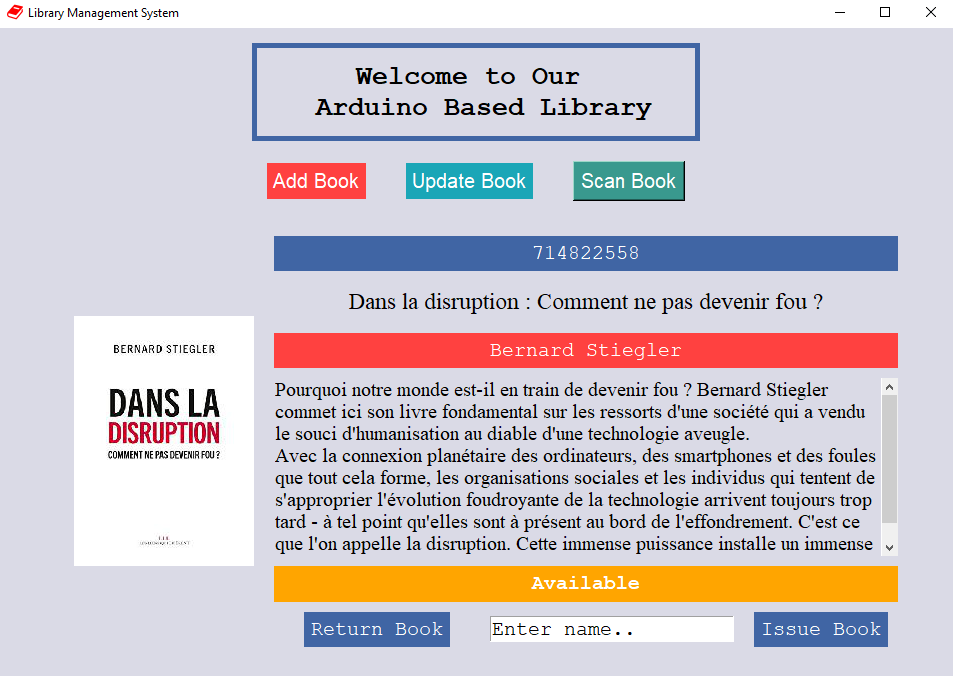 Library Management System
Welcome to Our
Arduino Based Library
Add Book
Update Book
Scan Book
714822558
Dans la disruption : Comment ne pas devenir fou ?
BERNARD STIEGLER
DANS LA
DISRUPTION
COMMENT NE PAS DEVENIR FOU ?
Bernard Stiegler
Pourquoi notre monde est-il en train de devenir fou ? Bernard Stiegler
commet ici son livre fondamental sur les ressorts d'une société qui a vendu
le souci d'humanisation au diable d'une technologie aveugle.
Avec la connexion planétaire des ordinateurs, des smartphones et des foules
que tout cela forme, les organisations sociales et les individus qui tentent de
s'approprier l'évolution foudroyante de la technologie arrivent toujours trop
tard - à tel point qu'elles sont à présent au bord de l'effondrement. C'est ce
que l'on appelle la disruption. Cette immense puissance installe un immense
Available
Return Book
Enter name..
Issue Book